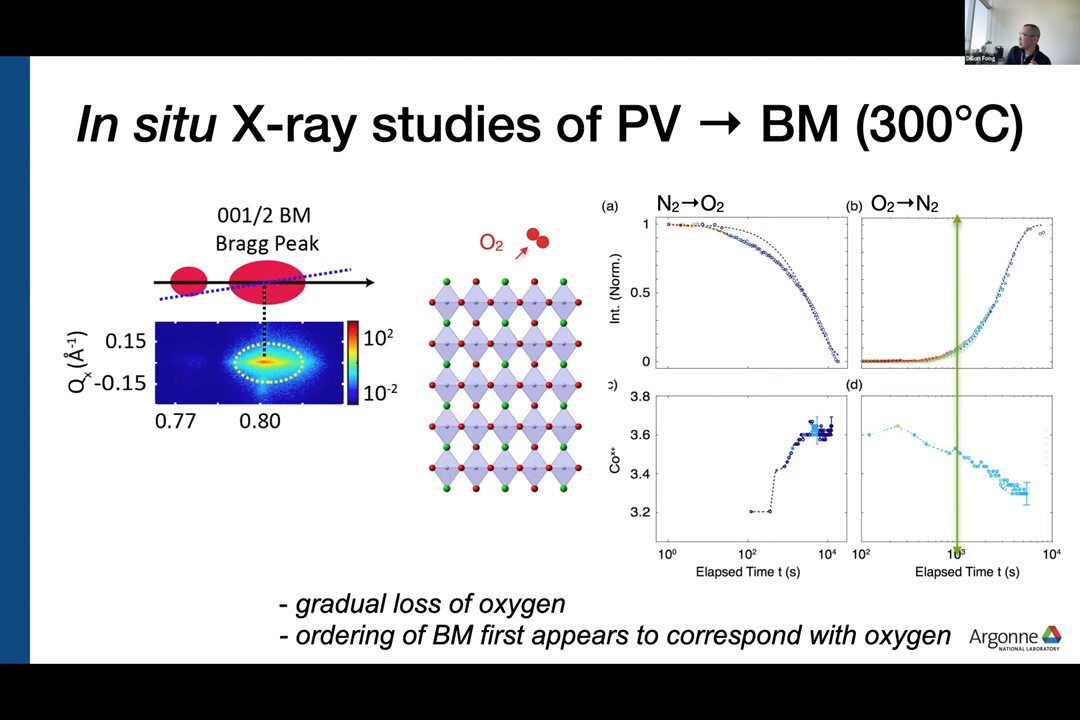 Dillon Fong
In situ X-ray studies of PV → BM (300°C)
001/2 BM
Bragg Peak
Qx (Å-1)
0.15
-0.15
0.77
0.80
10²
10-²
O₂
(a)
N₂→O₂
Int. (Norm.)
1
0.5
0
(b)
O₂→N₂
c)
Coˣ⁺
3.8
3.6
3.4
3.2
10⁰
10²
10⁴
Elapsed Time t (s)
(d)
10²
10³
10⁴
Elapsed Time t (s)
- gradual loss of oxygen
- ordering of BM first appears to correspond with oxygen
Argonne
NATIONAL LABORATORY